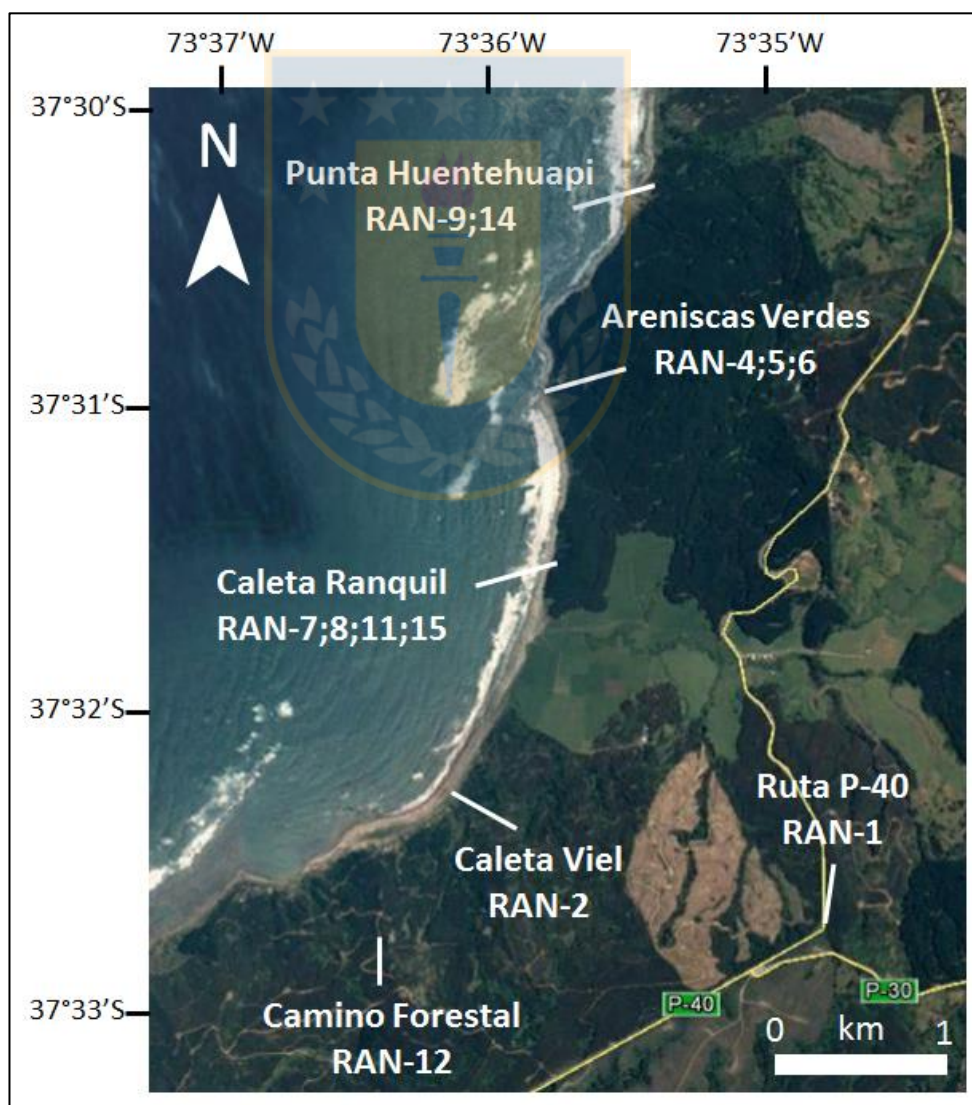 73°37’W 73°36’W 73°35’W
37°30’S
N
Punta Huentehuapi
RAN-9;14
Areniscas Verdes
RAN-4;5;6
37°31’S
Caleta Ranquil
RAN-7;8;11;15
37°32’S
Ruta P-40
RAN-1
Caleta Viel
RAN-2
37°33’S
Camino Forestal
RAN-12
P-40
P-30
0 km 1